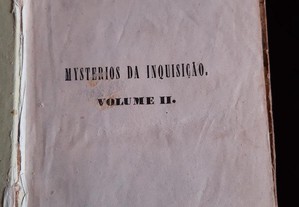 MYSTERIOS DA INQUISIÇÃO.
VOLUME II.